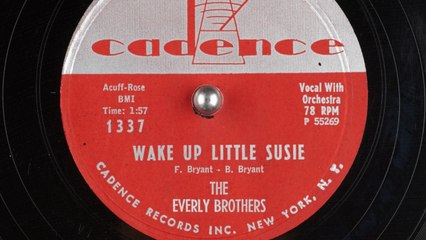 cadence
Acuff-Rose
BMI
Time: 1:57
1337
Vocal With
Orchestra
78 RPM
P 55269
WAKE UP LITTLE SUSIE
F. Bryant - B. Bryant
THE
EVERLY BROTHERS
CADENCE RECORDS INC. NEW YORK, N. Y.